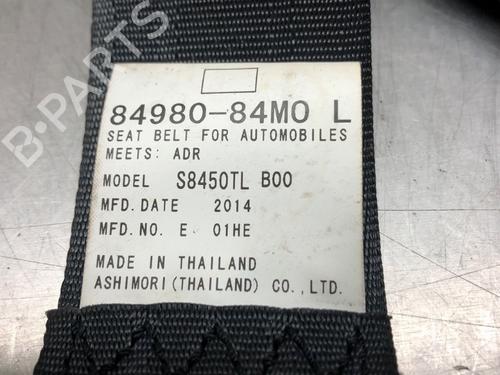 84980-84M0 L
SEAT BELT FOR AUTOMOBILES
MEETS: ADR
MODEL S8450TL B00
MFD. DATE 2014
MFD. NO. E 01HE
MADE IN THAILAND
ASHIMORI (THAILAND) CO., LTD.
B-PARTS